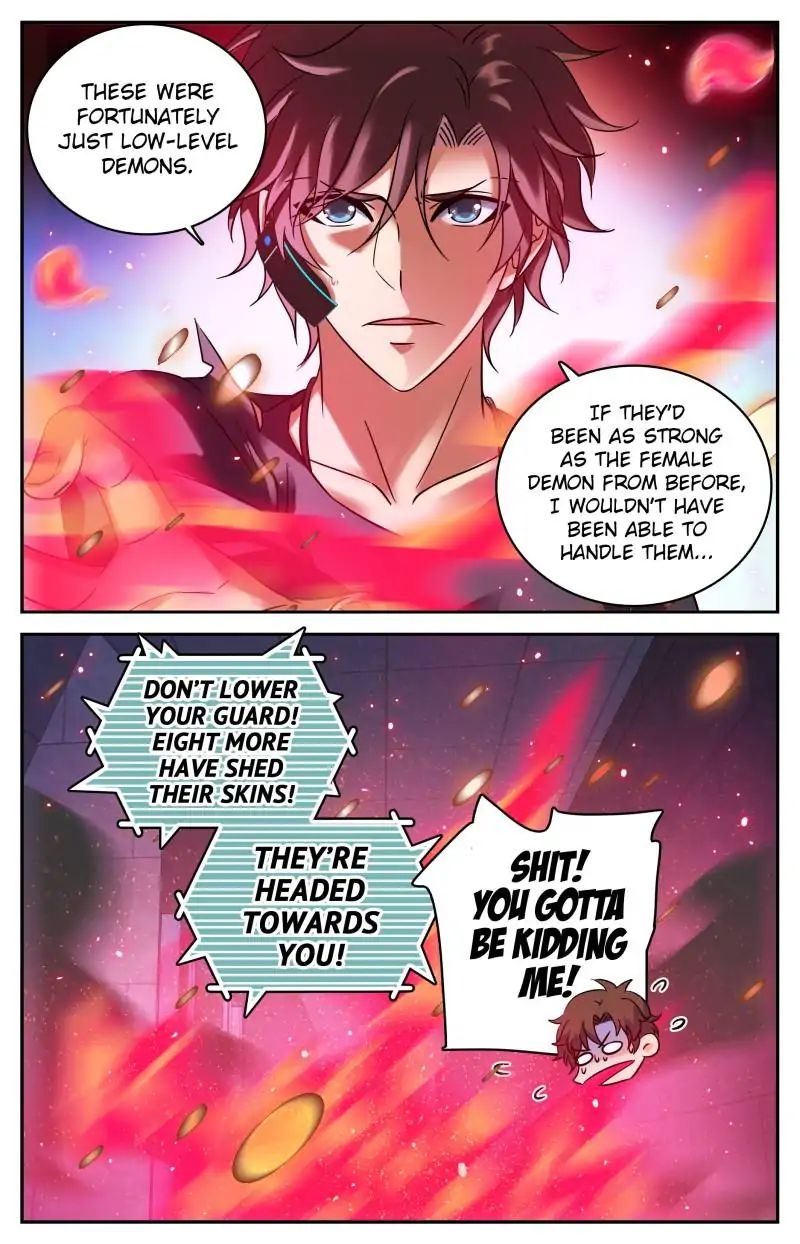 THESE WERE
FORTUNATELY
JUST LOW-LEVEL
DEMONS.
IF THEY'D
BEEN AS STRONG
AS THE FEMALE
DEMON FROM BEFORE,
I WOULDN'T HAVE
BEEN ABLE TO
HANDLE THEM...
DON'T LOWER
YOUR GUARD!
EIGHT MORE
HAVE SHED
THEIR SKINS!
THEY'RE
HEADED
TOWARDS
YOU!
SHIT!
YOU GOTTA
BE KIDDING
ME!